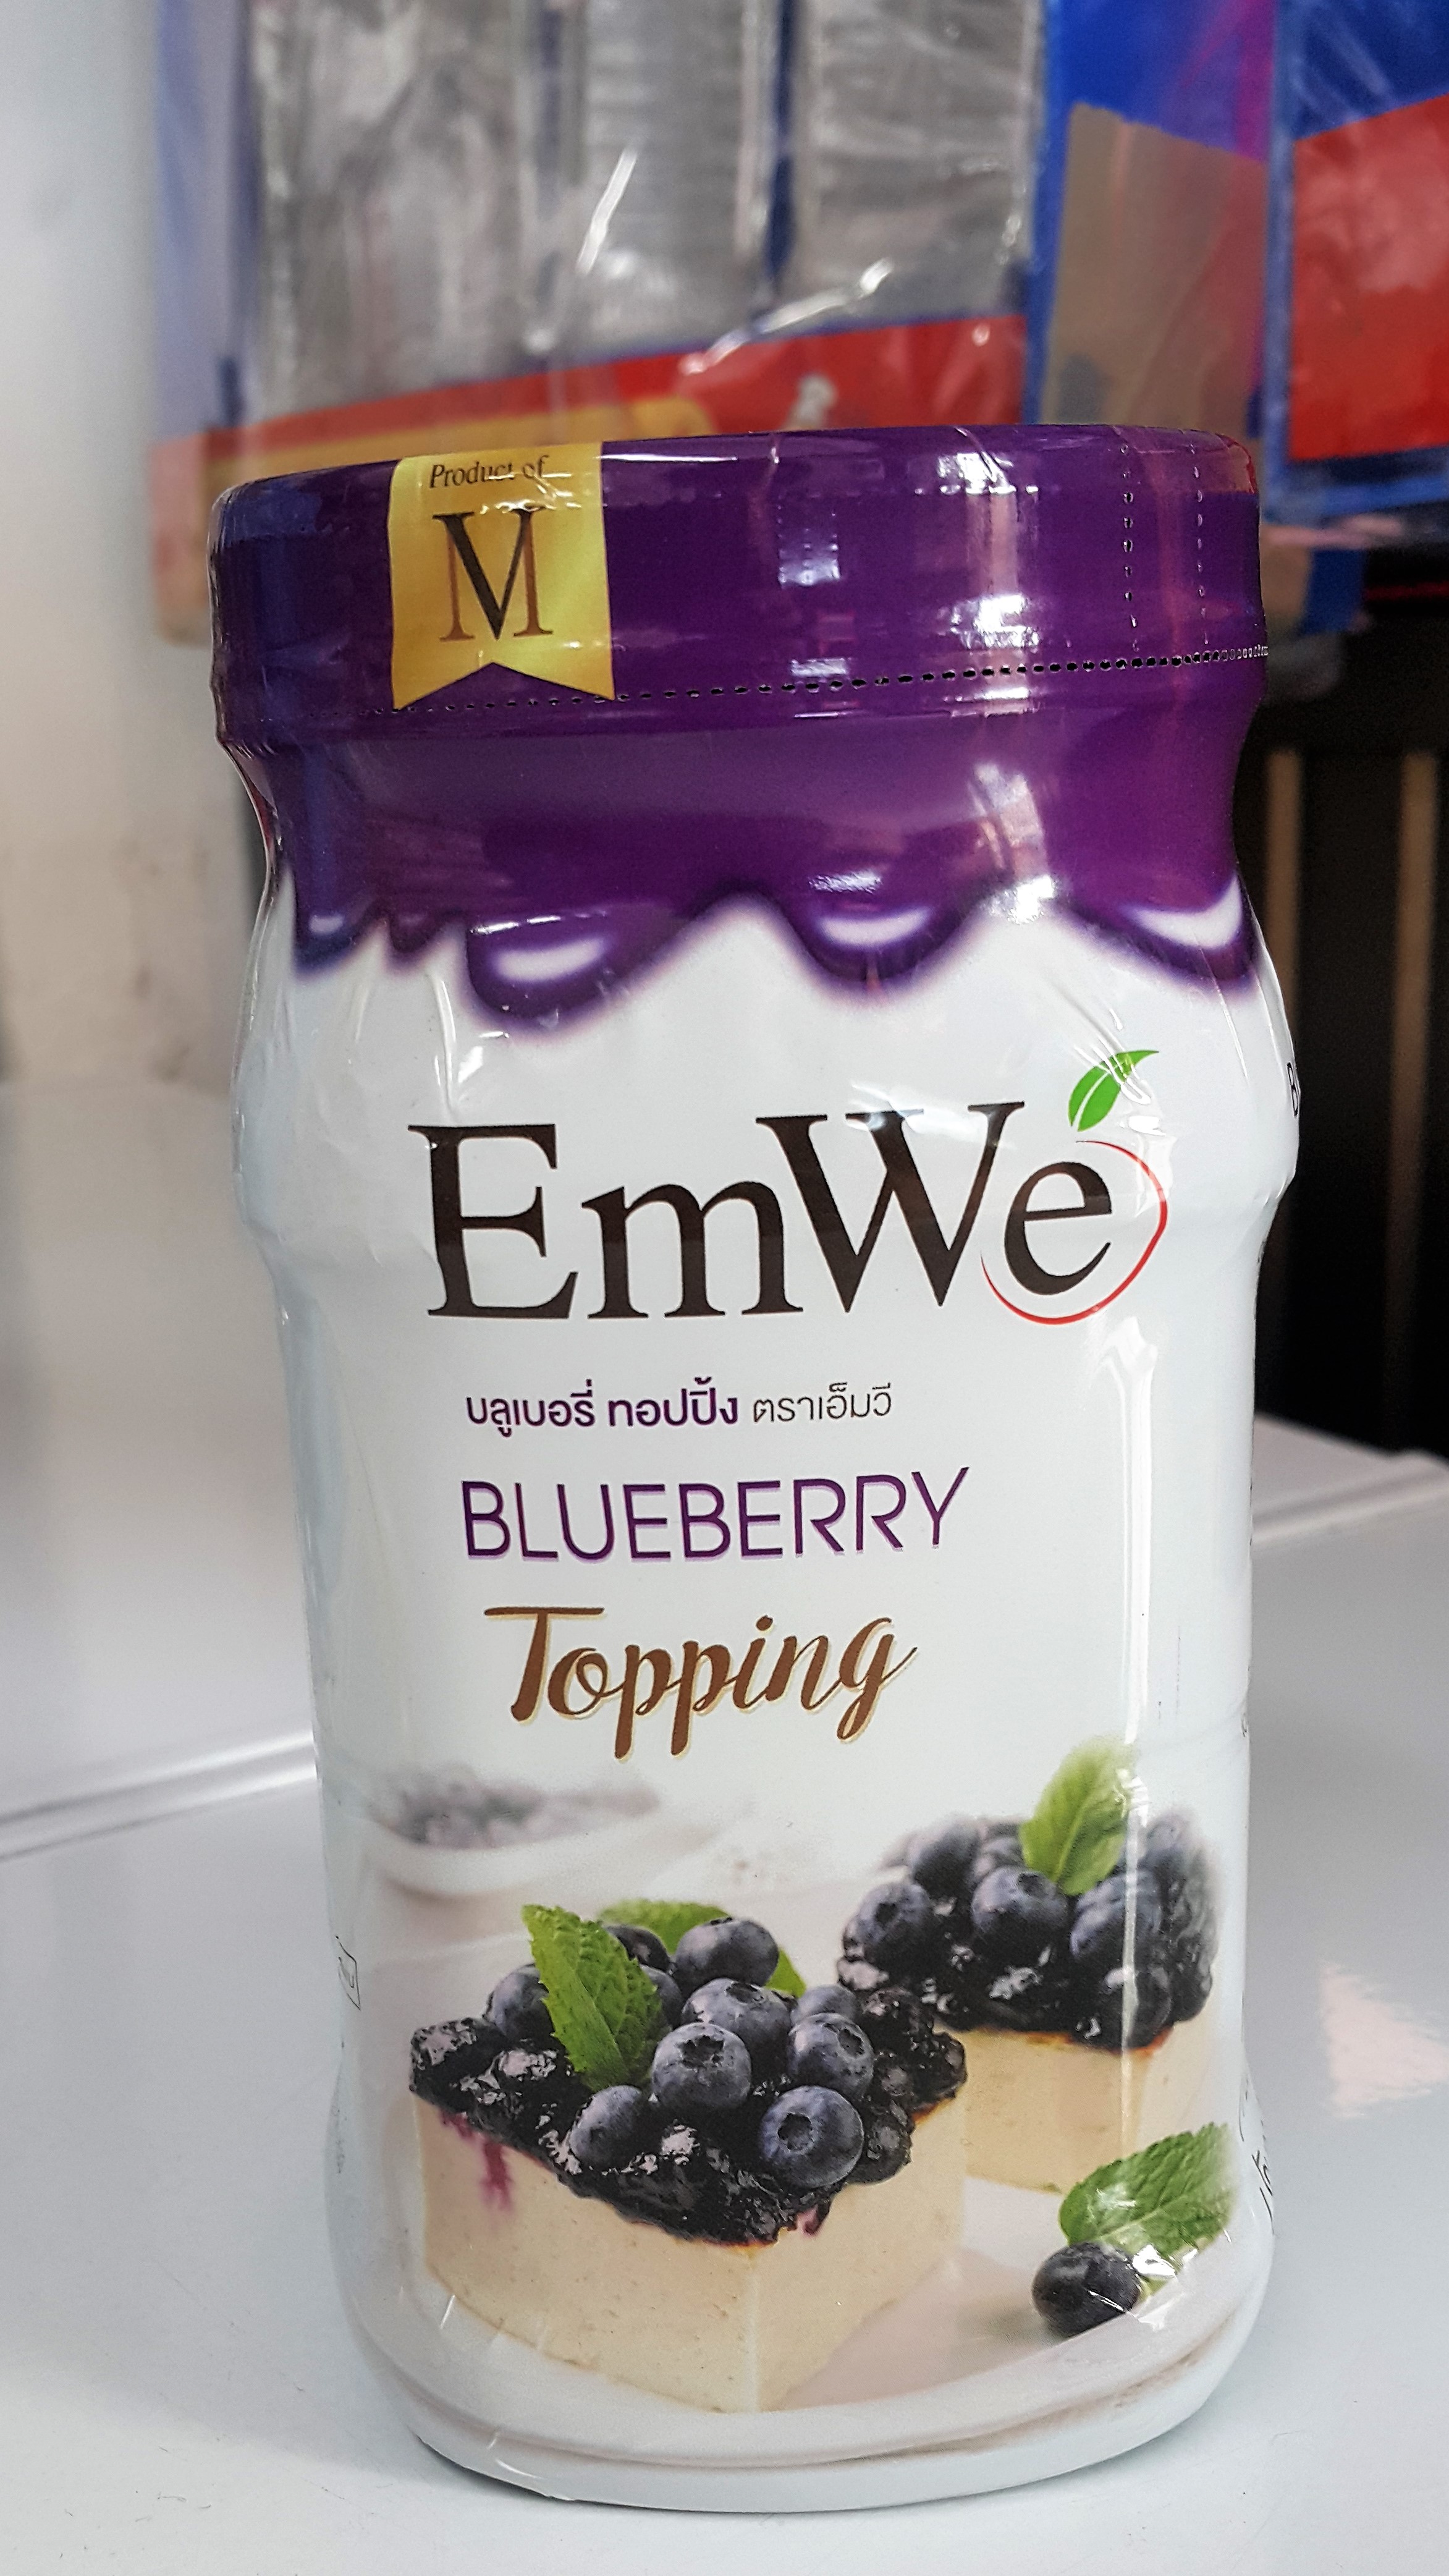 Product of
M
EmWe
บลูเบอรี่ ทอปปิ้ง ตราเอ็มวี
BLUEBERRY
Topping